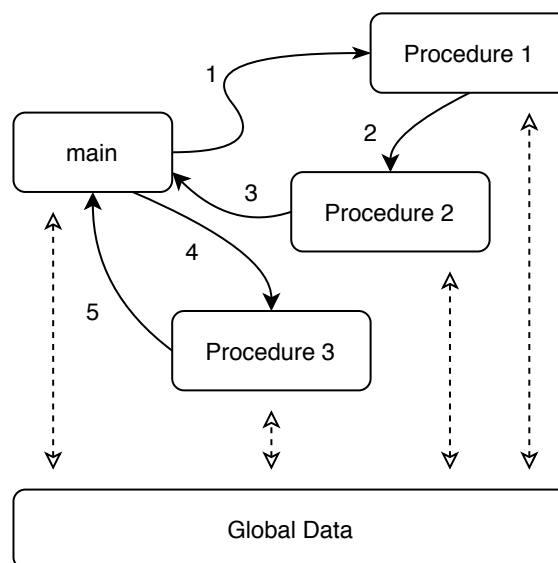 Procedure 1
1
2
main
3
Procedure 2
4
5
Procedure 3
Global Data